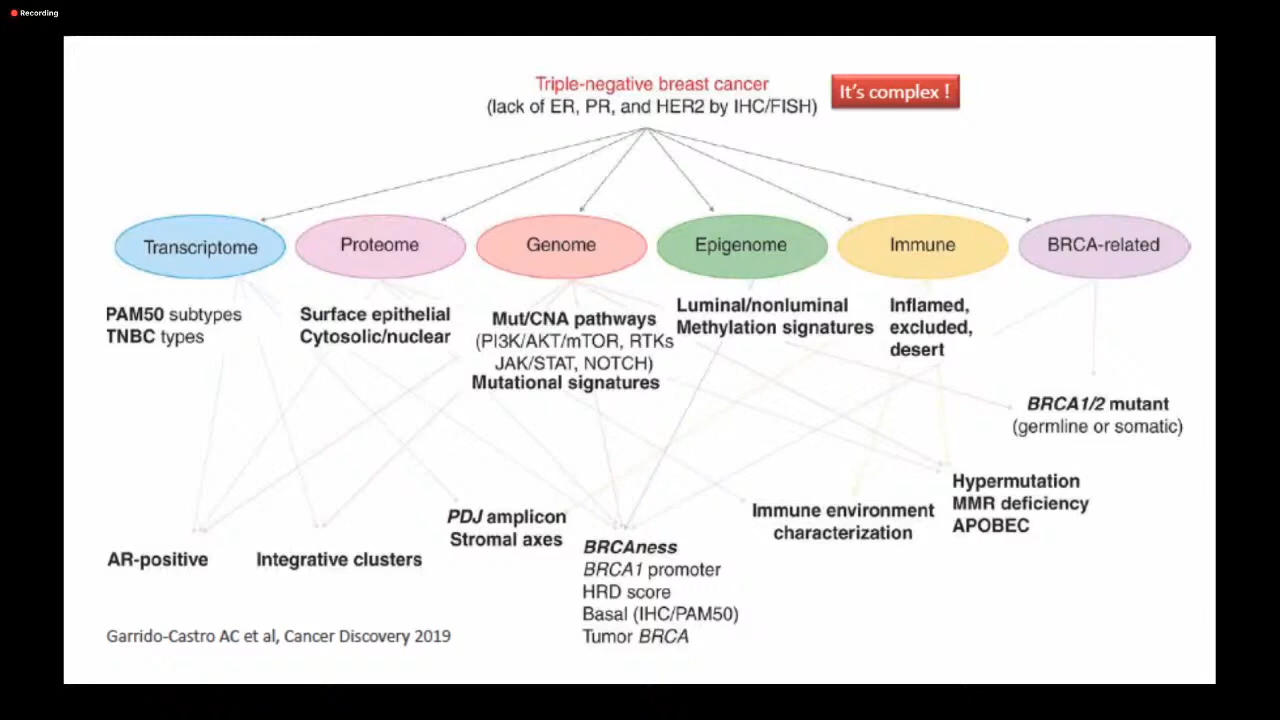 Recording
Triple-negative breast cancer
(lack of ER, PR, and HER2 by IHC/FISH)
It's complex !
Transcriptome
Proteome
Genome
Epigenome
Immune
BRCA-related
PAM50 subtypes
TNBC types
Surface epithelial
Cytosolic/nuclear
Mut/CNA pathways
(PI3K/AKT/mTOR, RTKs
JAK/STAT, NOTCH)
Mutational signatures
Luminal/nonluminal
Methylation signatures
Inflamed,
excluded,
desert
BRCA1/2 mutant
(germline or somatic)
Hypermutation
MMR deficiency
APOBEC
Immune environment
characterization
PDJ amplicon
Stromal axes
BRCAness
BRCA1 promoter
HRD score
Basal (IHC/PAM50)
Tumor BRCA
AR-positive
Integrative clusters
Garrido-Castro AC et al, Cancer Discovery 2019